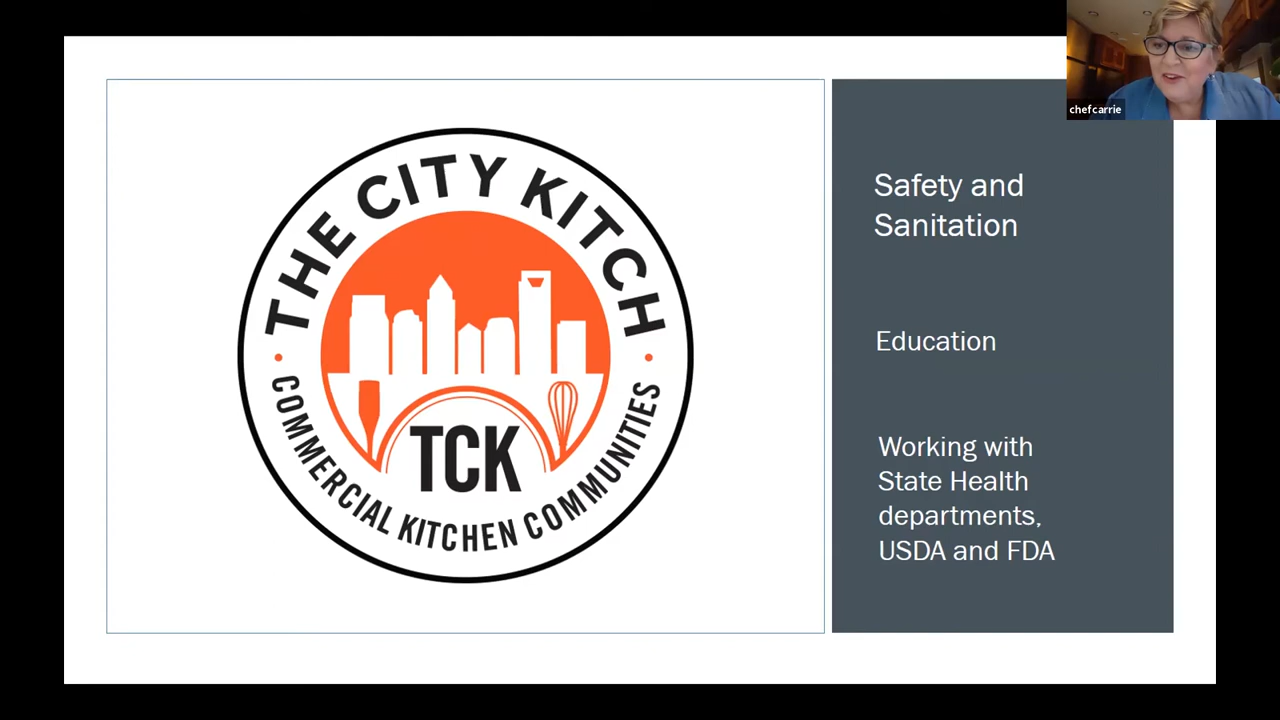 THE CITY KITCH
TCK
COMMERCIAL KITCHEN COMMUNITIES
Safety and
Sanitation
Education
Working with
State Health
departments,
USDA and FDA
chefcarrie